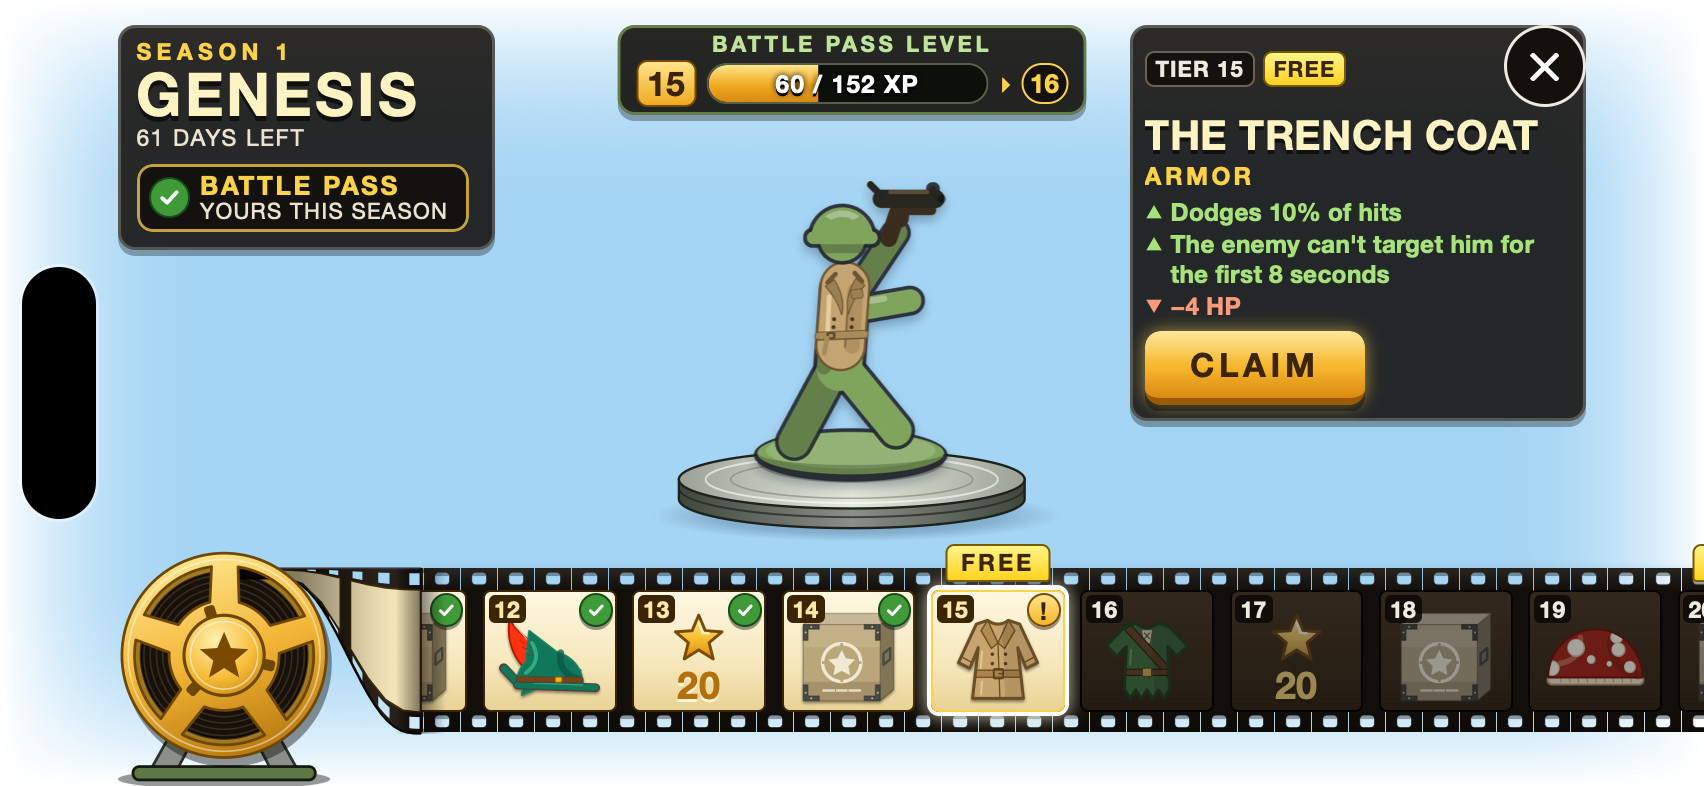 SEASON 1
GENESIS
61 DAYS LEFT
BATTLE PASS
YOURS THIS SEASON
BATTLE PASS LEVEL
15
60 / 152 XP
16
TIER 15
FREE
THE TRENCH COAT
ARMOR
Dodges 10% of hits
The enemy can't target him for
the first 8 seconds
−4 HP
CLAIM
FREE
12
13
20
14
15
!
16
17
20
18
19